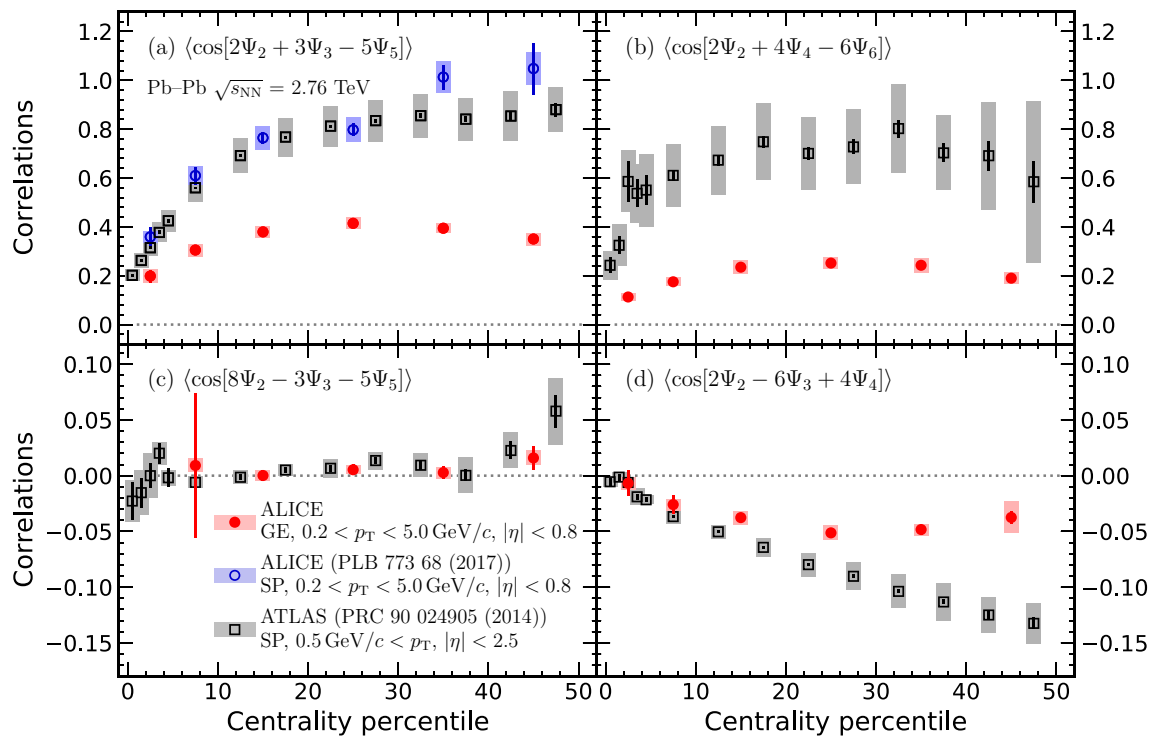 (a) ⟨cos[2Ψ₂ + 3Ψ₃ − 5Ψ₅]⟩
Pb–Pb √s_NN = 2.76 TeV
1.2
1.0
0.8
0.6
0.4
0.2
0.0
Correlations
(b) ⟨cos[2Ψ₂ + 4Ψ₄ − 6Ψ₆]⟩
1.2
1.0
0.8
0.6
0.4
0.2
0.0
(c) ⟨cos[8Ψ₂ − 3Ψ₃ − 5Ψ₅]⟩
0.10
0.05
0.00
−0.05
−0.10
−0.15
Correlations
ALICE
GE, 0.2 < p_T < 5.0 GeV/c, |η| < 0.8
ALICE (PLB 773 68 (2017))
SP, 0.2 < p_T < 5.0 GeV/c, |η| < 0.8
ATLAS (PRC 90 024905 (2014))
SP, 0.5 GeV/c < p_T, |η| < 2.5
0 10 20 30 40 50
Centrality percentile
(d) ⟨cos[2Ψ₂ − 6Ψ₃ + 4Ψ₄]⟩
0.10
0.05
0.00
−0.05
−0.10
−0.15
0 10 20 30 40 50
Centrality percentile